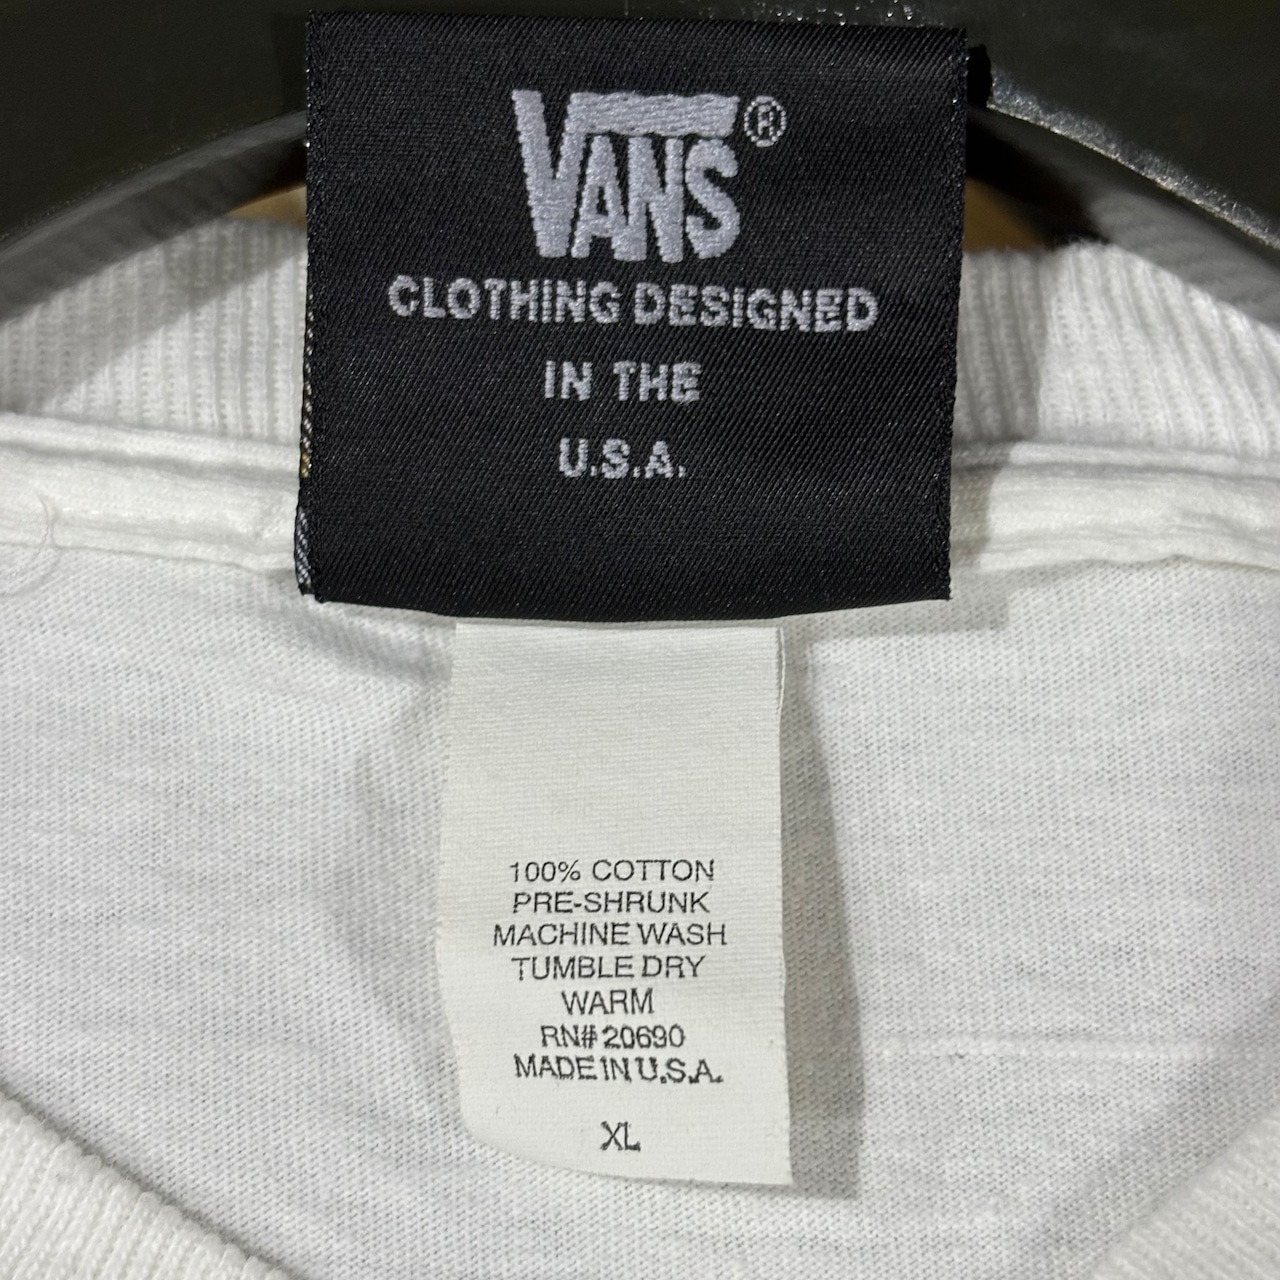 VANS®
CLOTHING DESIGNED
IN THE
U.S.A.
100% COTTON
PRE-SHRUNK
MACHINE WASH
TUMBLE DRY
WARM
RN# 20690
MADE IN U.S.A.
XL